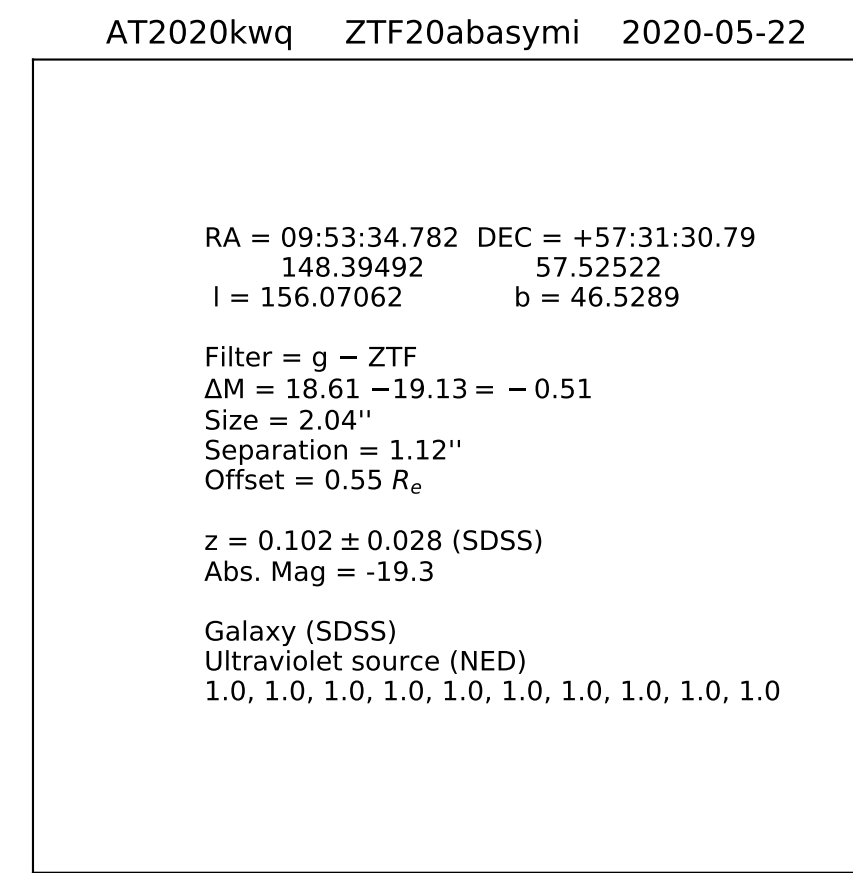 AT2020kwq ZTF20abasymi 2020-05-22
RA = 09:53:34.782 DEC = +57:31:30.79
148.39492 57.52522
l = 156.07062 b = 46.5289
Filter = g − ZTF
ΔM = 18.61 −19.13 = − 0.51
Size = 2.04''
Separation = 1.12''
Offset = 0.55 Rₑ
z = 0.102 ± 0.028 (SDSS)
Abs. Mag = -19.3
Galaxy (SDSS)
Ultraviolet source (NED)
1.0, 1.0, 1.0, 1.0, 1.0, 1.0, 1.0, 1.0, 1.0, 1.0